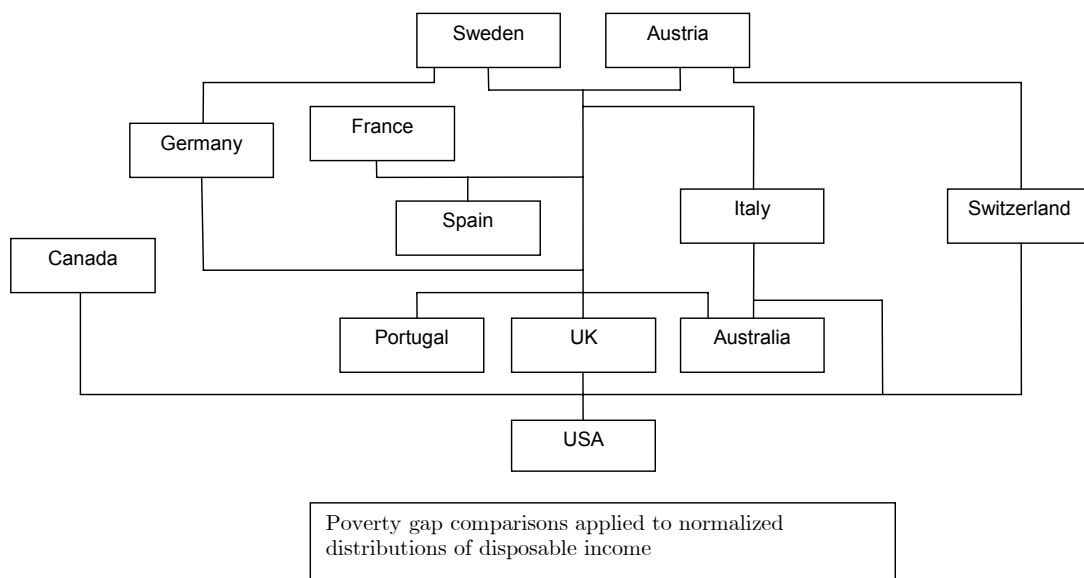 Sweden
Austria
France
Germany
Spain
Italy
Switzerland
Canada
Portugal
UK
Australia
USA
Poverty gap comparisons applied to normalized
distributions of disposable income